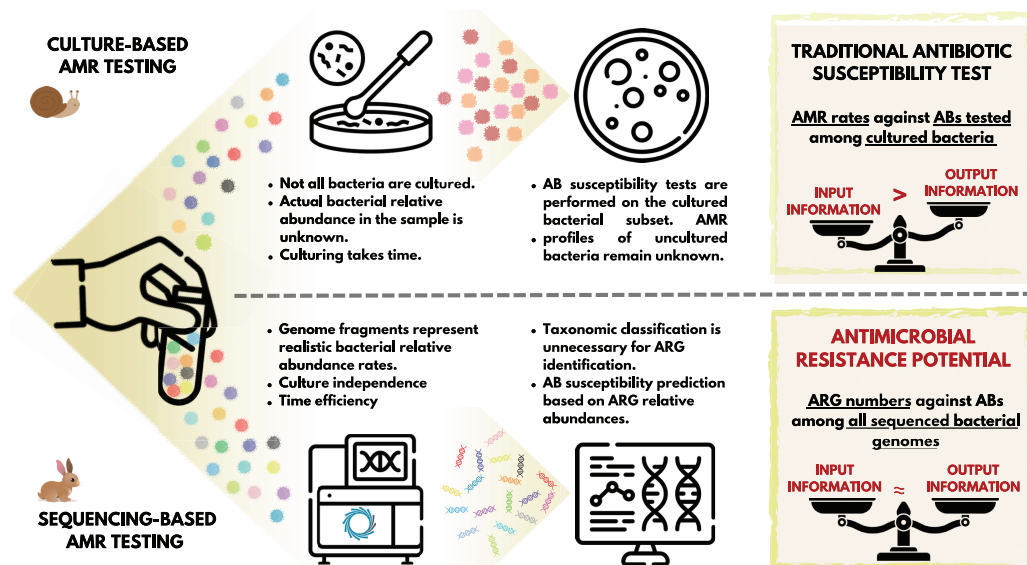 CULTURE-BASED
AMR TESTING
• Not all bacteria are cultured.
• Actual bacterial relative
abundance in the sample is
unknown.
• Culturing takes time.
• AB susceptibility tests are
performed on the cultured
bacterial subset. AMR
• profiles of uncultured
bacteria remain unknown.
TRADITIONAL ANTIBIOTIC
SUSCEPTIBILITY TEST
AMR rates against ABs tested
among cultured bacteria
INPUT
INFORMATION
>
OUTPUT
INFORMATION
• Genome fragments represent
realistic bacterial relative
abundance rates.
• Culture independence
• Time efficiency
• Taxonomic classification is
unnecessary for ARG
identification.
• AB susceptibility prediction
based on ARG relative
abundances.
ANTIMICROBIAL
RESISTANCE POTENTIAL
ARG numbers against ABs
among all sequenced bacterial
genomes
INPUT
INFORMATION
≈
OUTPUT
INFORMATION
SEQUENCING-BASED
AMR TESTING